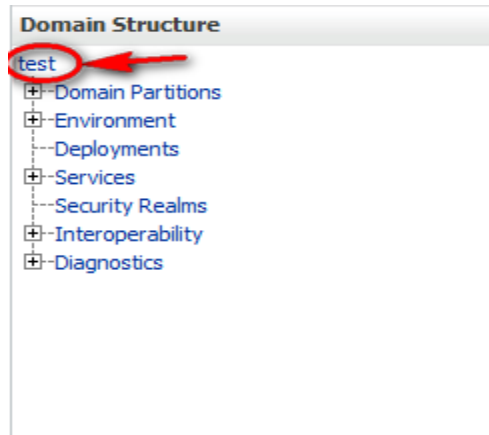 Domain Structure
test
Domain Partitions
Environment
Deployments
Services
Security Realms
Interoperability
Diagnostics